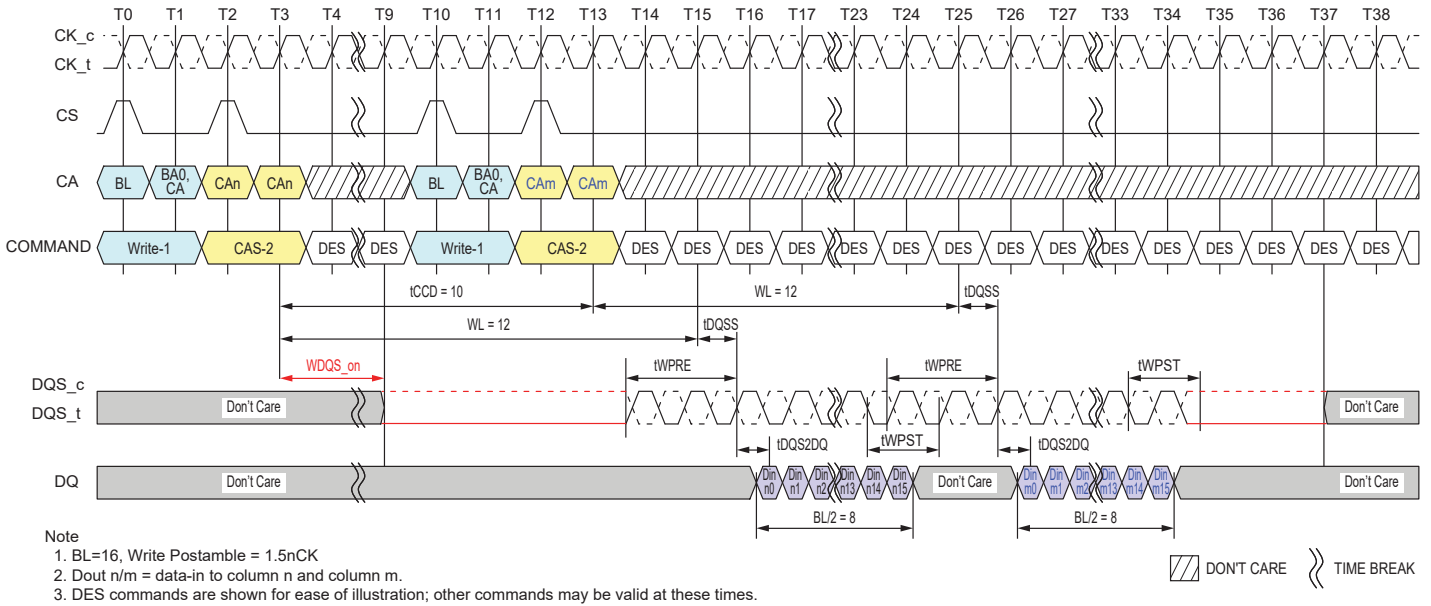 T0 T1 T2 T3 T4 T9 T10 T11 T12 T13 T14 T15 T16 T17 T23 T24 T25 T26 T27 T33 T34 T35 T36 T37 T38
CK_c
CK_t
CS
CA BL BA0, CA CAn CAn BL BA0, CA CAm CAm
COMMAND Write-1 CAS-2 DES DES Write-1 CAS-2 DES DES DES DES DES DES DES DES DES DES DES DES DES DES DES
tCCD = 10 WL = 12 tDQSS
WL = 12 tDQSS
WDQS_on tWPRE tWPRE tWPST
DQS_c
DQS_t Don't Care Don't Care
tDQS2DQ tWPST tDQS2DQ
DQ Don't Care Din n0 Din n1 Din n2 Din n13 Din n14 Din n15 Don't Care Din m0 Din m1 Din m2 Din m13 Din m14 Din m15 Don't Care
BL/2 = 8 BL/2 = 8
Note
1. BL=16, Write Postamble = 1.5nCK
2. Dout n/m = data-in to column n and column m.
3. DES commands are shown for ease of illustration; other commands may be valid at these times.
DON'T CARE TIME BREAK